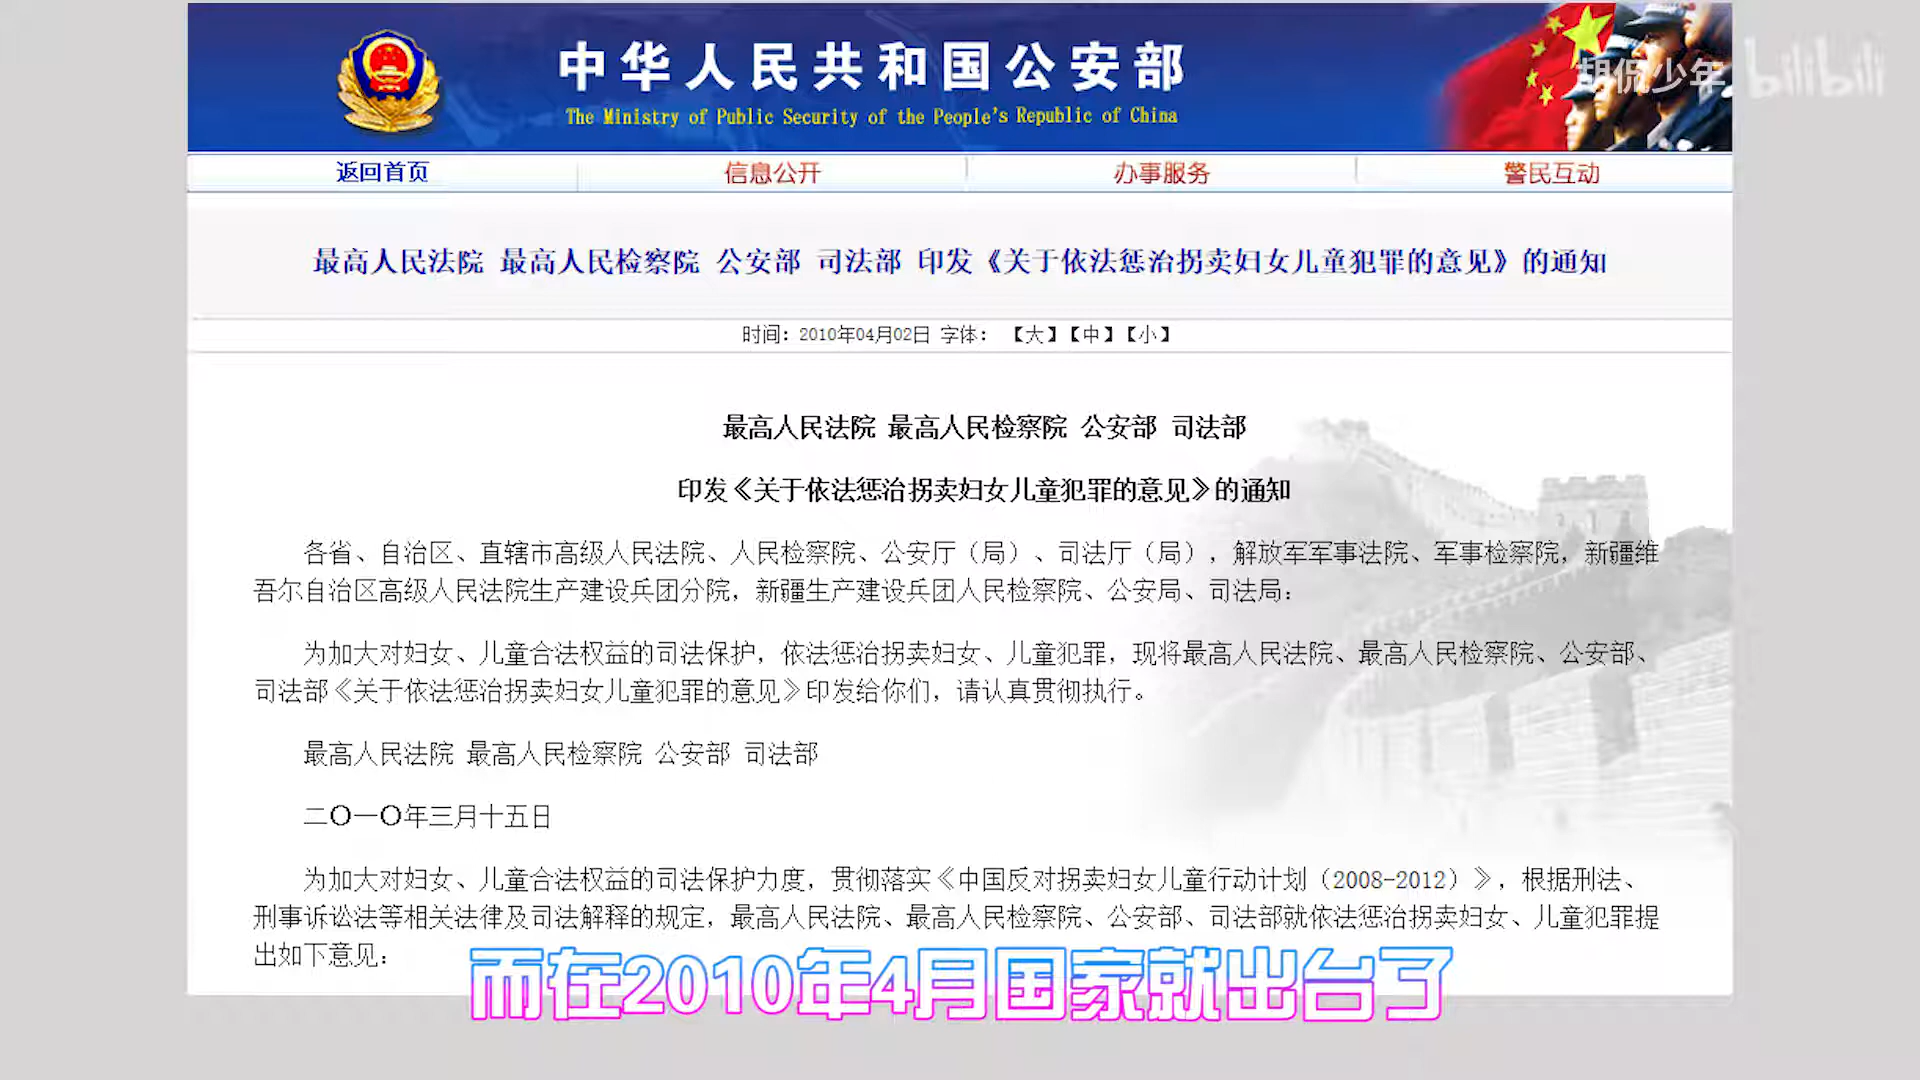 中华人民共和国公安部
The Ministry of Public Security of the People's Republic of China
胡侃少年 bilibili
返回首页 信息公开 办事服务 警民互动
最高人民法院 最高人民检察院 公安部 司法部 印发《关于依法惩治拐卖妇女儿童犯罪的意见》的通知
时间：2010年04月02日 字体： 【大】【中】【小】
最高人民法院 最高人民检察院 公安部 司法部
印发《关于依法惩治拐卖妇女儿童犯罪的意见》的通知
各省、自治区、直辖市高级人民法院、人民检察院、公安厅（局）、司法厅（局），解放军军事法院、军事检察院，新疆维
吾尔自治区高级人民法院生产建设兵团分院，新疆生产建设兵团人民检察院、公安局、司法局：
为加大对妇女、儿童合法权益的司法保护，依法惩治拐卖妇女、儿童犯罪，现将最高人民法院、最高人民检察院、公安部、
司法部《关于依法惩治拐卖妇女儿童犯罪的意见》印发给你们，请认真贯彻执行。
最高人民法院 最高人民检察院 公安部 司法部
二〇一〇年三月十五日
为加大对妇女、儿童合法权益的司法保护力度，贯彻落实《中国反对拐卖妇女儿童行动计划（2008-2012）》，根据刑法、
刑事诉讼法等相关法律及司法解释的规定，最高人民法院、最高人民检察院、公安部、司法部就依法惩治拐卖妇女、儿童犯罪提
出如下意见：
而在2010年4月国家就出台了